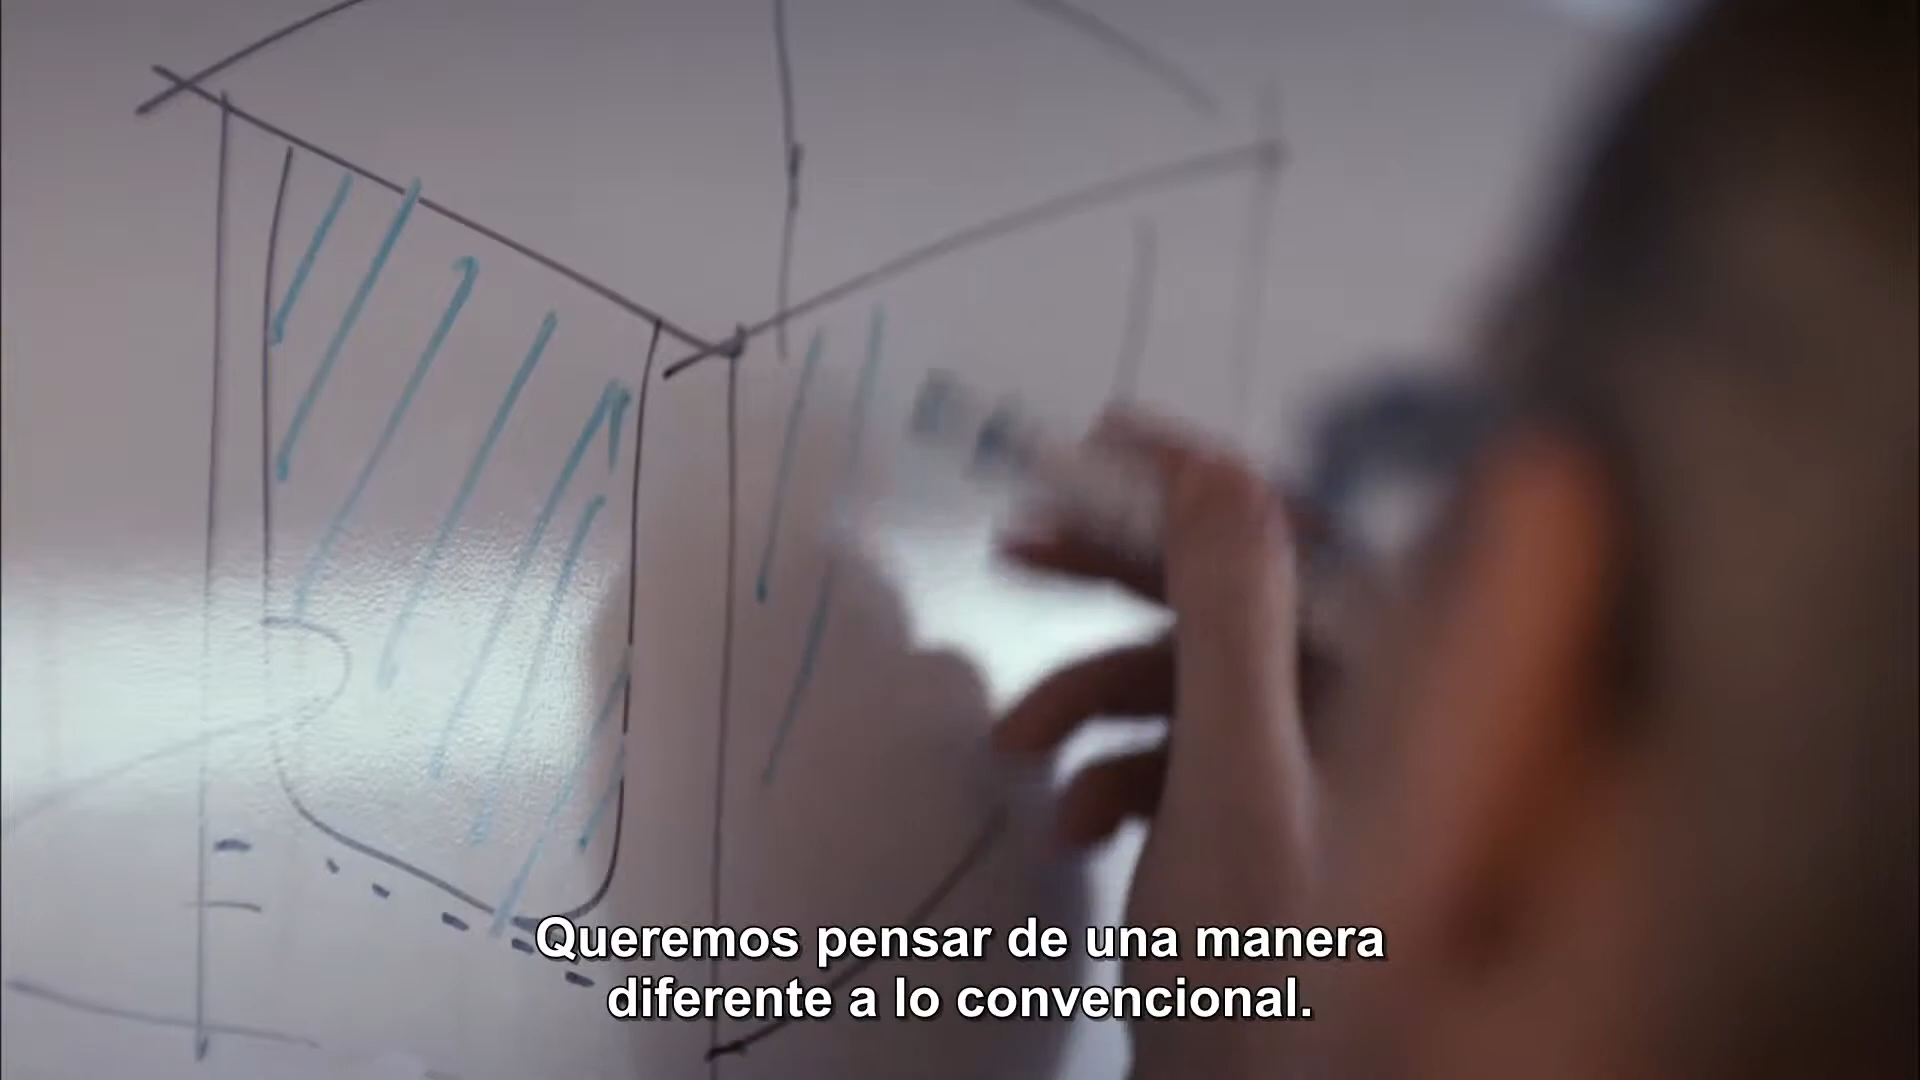 Queremos pensar de una manera
diferente a lo convencional.